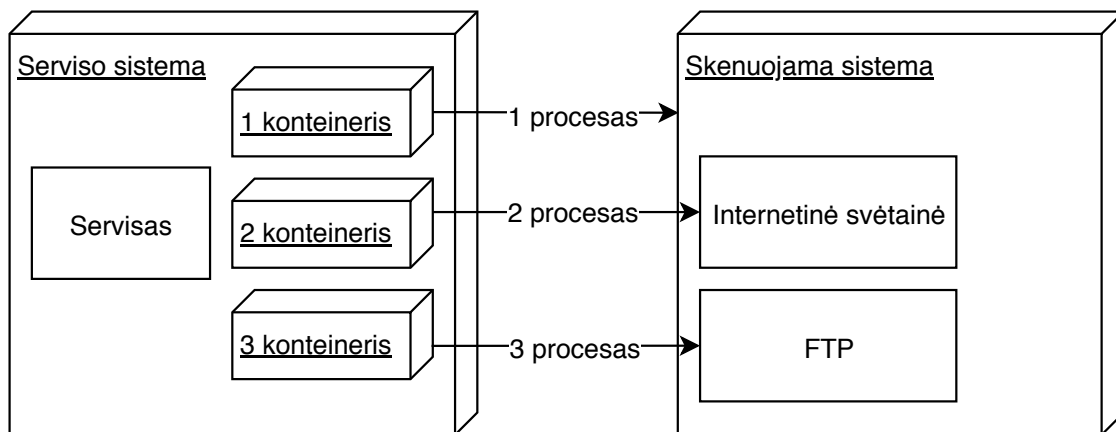 Serviso sistema
1 konteineris
Servisas
2 konteineris
3 konteineris
1 procesas
2 procesas
3 procesas
Skenuojama sistema
Internetinė svėtainė
FTP